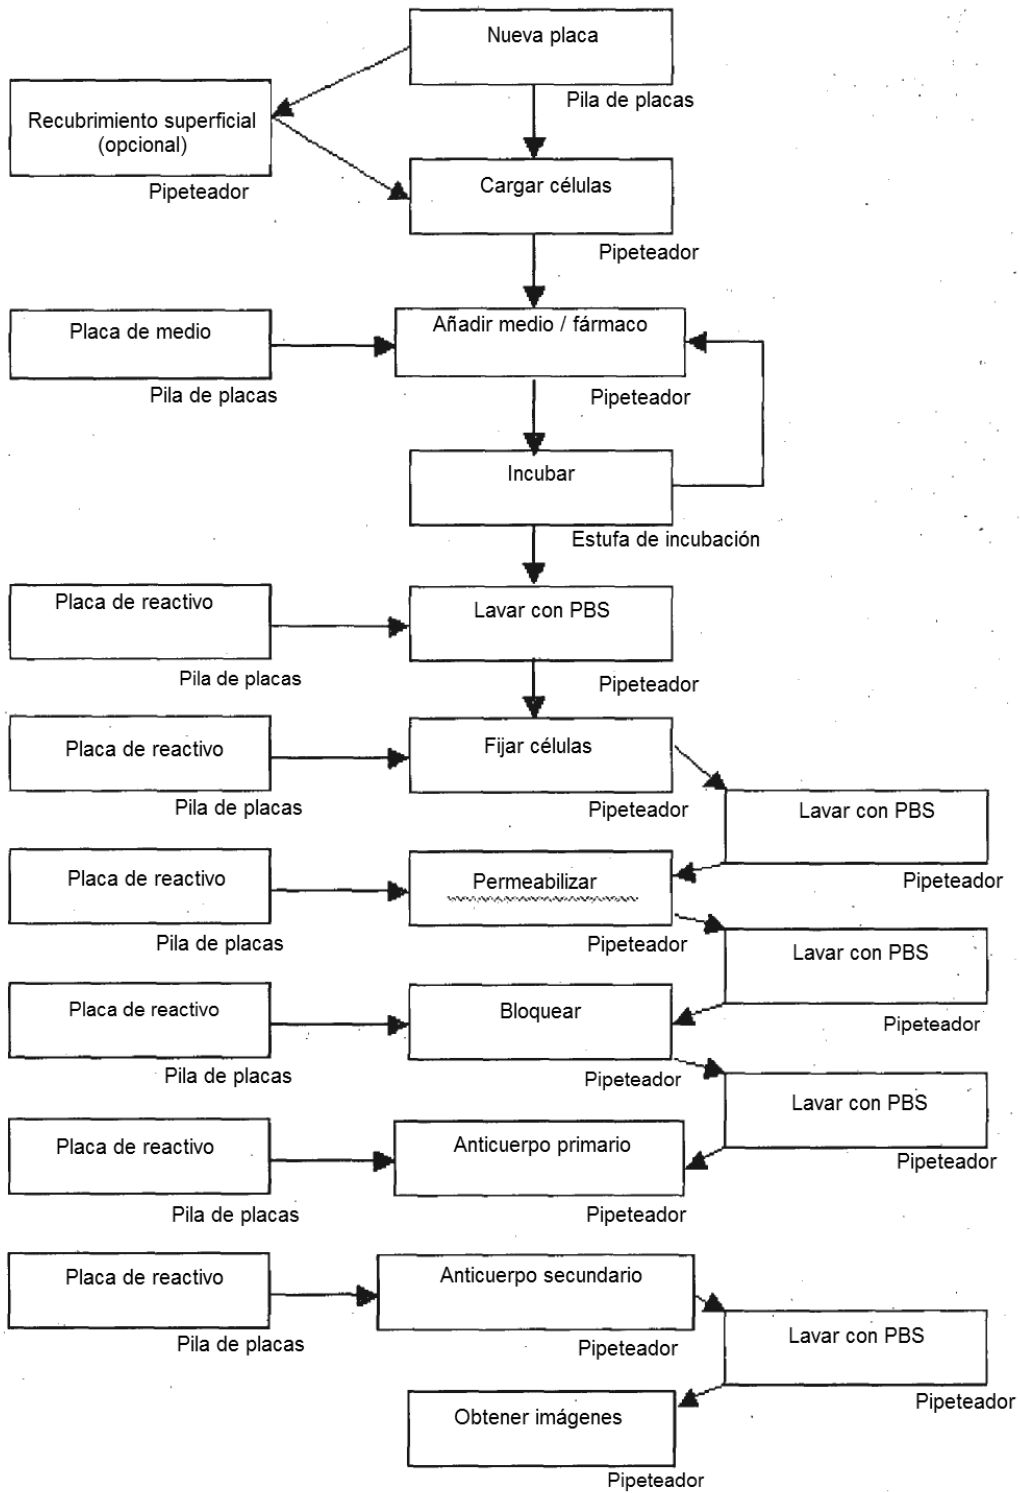 Nueva placa
Pila de placas
Recubrimiento superficial
(opcional)
Pipeteador
Cargar células
Pipeteador
Placa de medio
Pila de placas
Añadir medio / fármaco
Pipeteador
Incubar
Estufa de incubación
Placa de reactivo
Pila de placas
Lavar con PBS
Pipeteador
Placa de reactivo
Pila de placas
Fijar células
Pipeteador
Lavar con PBS
Pipeteador
Placa de reactivo
Pila de placas
Permeabilizar
Pipeteador
Lavar con PBS
Pipeteador
Placa de reactivo
Pila de placas
Bloquear
Pipeteador
Lavar con PBS
Pipeteador
Placa de reactivo
Pila de placas
Anticuerpo primario
Pipeteador
Placa de reactivo
Pila de placas
Anticuerpo secundario
Pipeteador
Lavar con PBS
Pipeteador
Obtener imágenes
Pipeteador